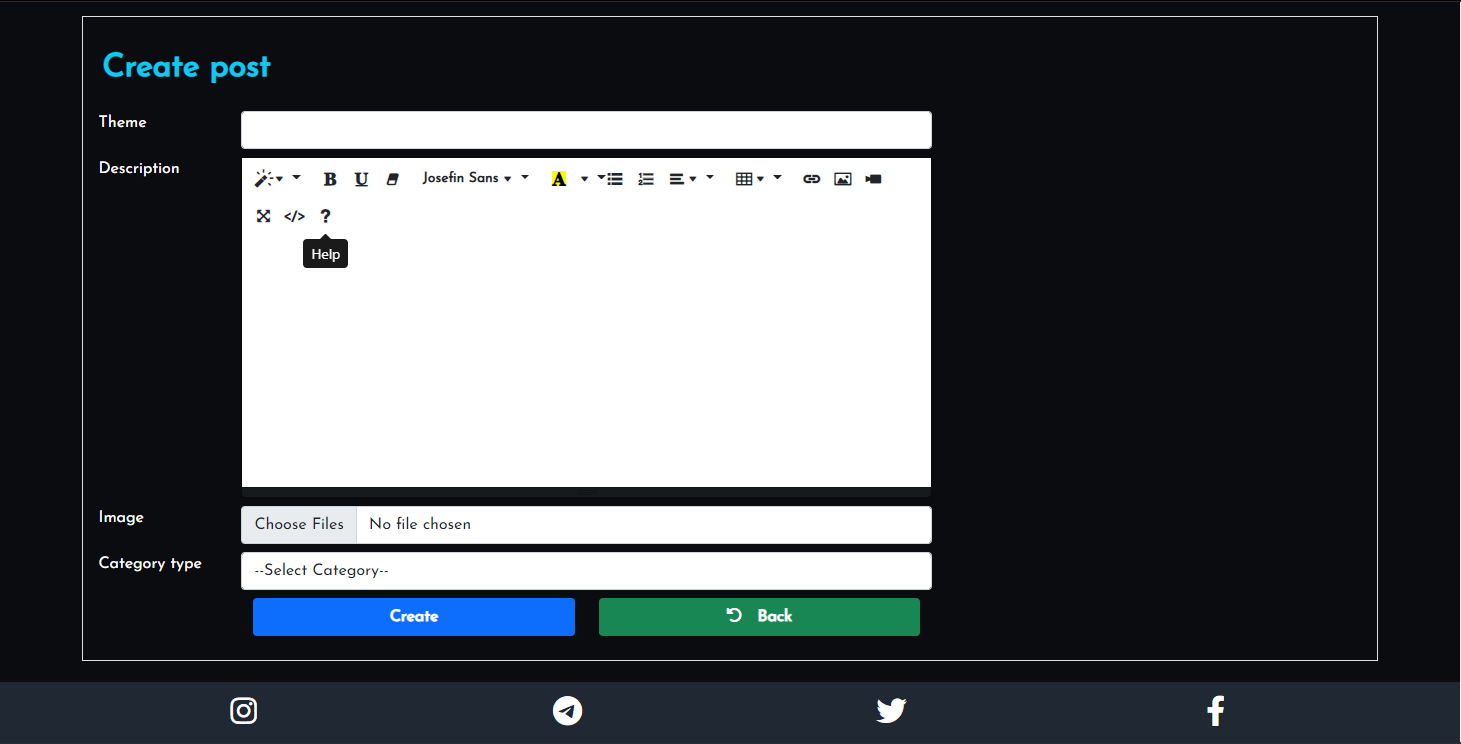 Create post
Theme
Description
B U Josefin Sans A
</> ?
Help
Image
Choose Files No file chosen
Category type
--Select Category--
Create Back